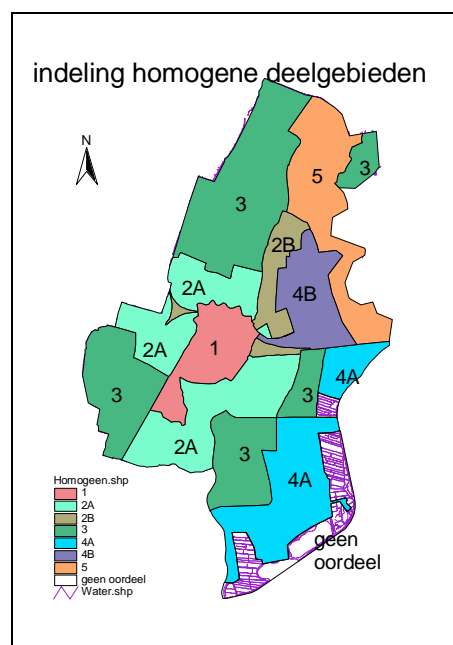 indeling homogene deelgebieden
N
3
5
3
2B
2A
4B
2A
1
4A
3
3
2A
3
4A
geen
oordeel
Homogeen.shp
1
2A
2B
3
4A
4B
5
geen oordeel
Water.shp